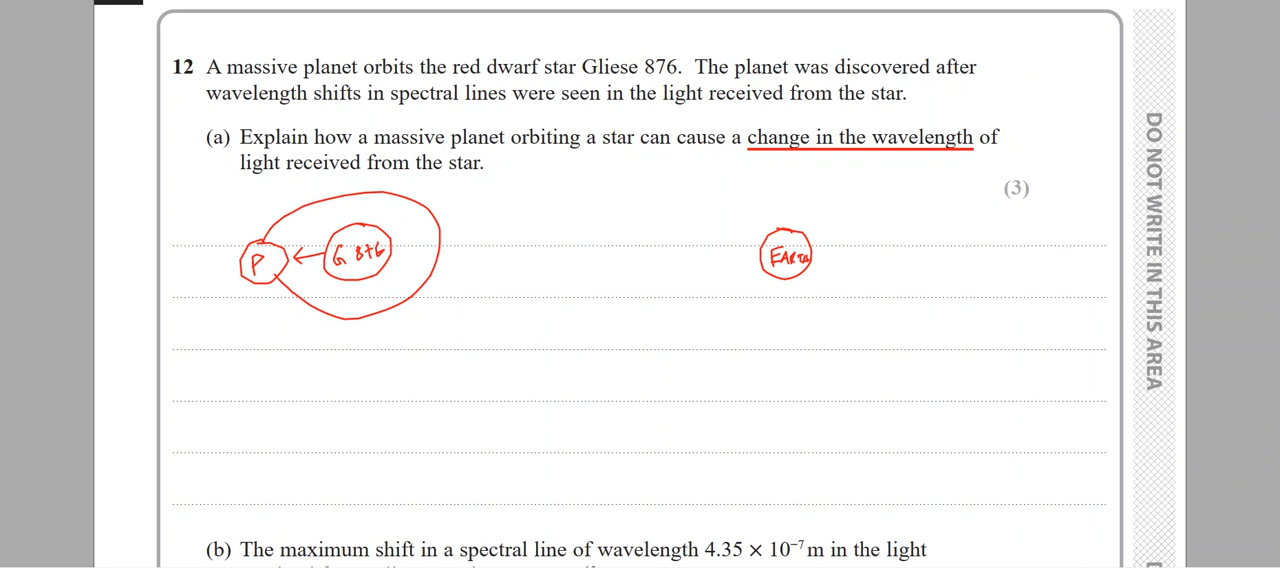 12 A massive planet orbits the red dwarf star Gliese 876. The planet was discovered after
wavelength shifts in spectral lines were seen in the light received from the star.
(a) Explain how a massive planet orbiting a star can cause a change in the wavelength of
light received from the star.
(3)
P
G 876
EARTH
(b) The maximum shift in a spectral line of wavelength 4.35 × 10⁻⁷ m in the light
DO NOT WRITE IN THIS AREA